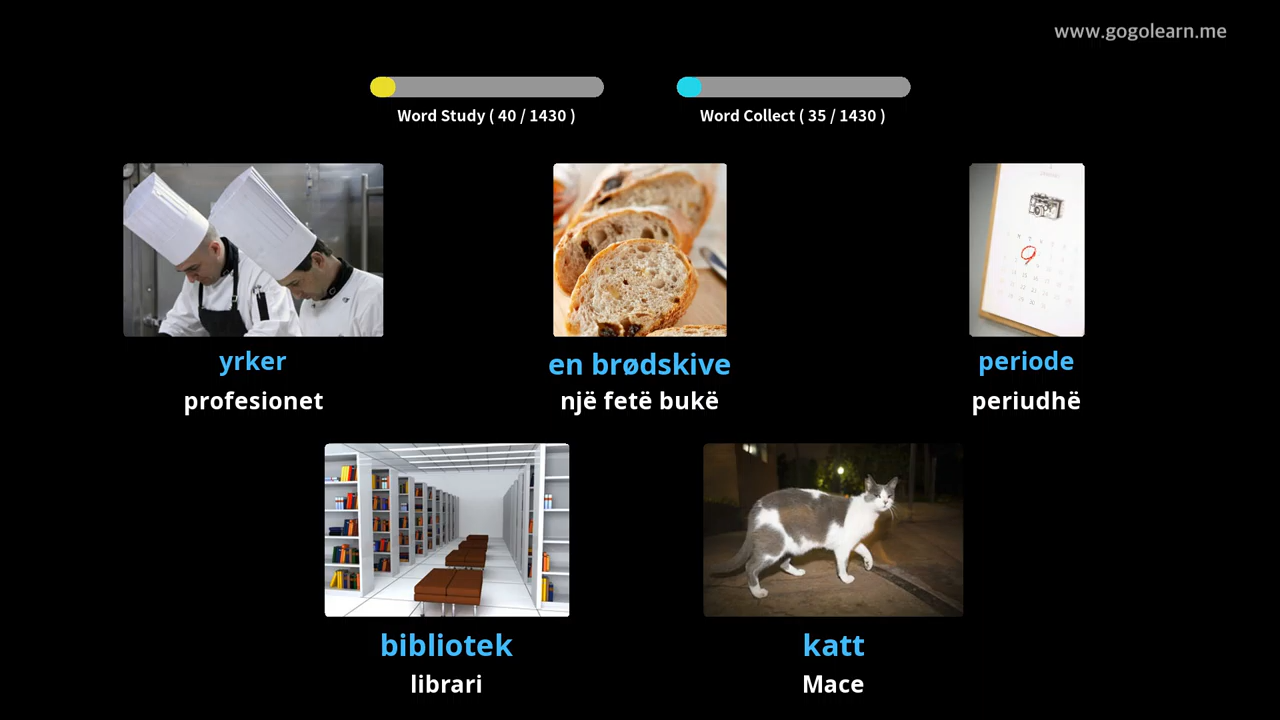 www.gogolearn.me
Word Study ( 40 / 1430 )
Word Collect ( 35 / 1430 )
yrker
en brødskive
periode
profesionet
një fetë bukë
periudhë
bibliotek
katt
librari
Mace